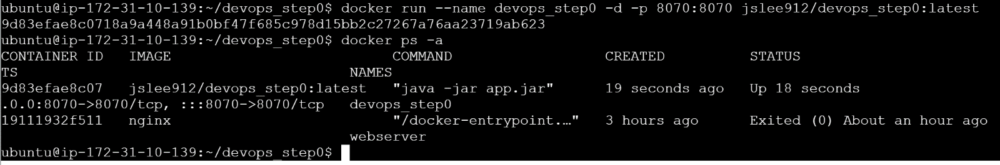 ubuntu@ip-172-31-10-139:~/devops_step0$ docker run --name devops_step0 -d -p 8070:8070 jslee912/devops_step0:latest
9d83efae8c0718a9a448a91b0bf47f685c978d15bb2c27267a76aa23719ab623
ubuntu@ip-172-31-10-139:~/devops_step0$ docker ps -a
CONTAINER ID   IMAGE                          COMMAND                  CREATED          STATUS
TS                                       NAMES
9d83efae8c07   jslee912/devops_step0:latest   "java -jar app.jar"      19 seconds ago   Up 18 seconds
.0.0:8070->8070/tcp, :::8070->8070/tcp   devops_step0
19111932f511   nginx                          "/docker-entrypoint.…"   3 hours ago      Exited (0) About an hour ago
                                         webserver
ubuntu@ip-172-31-10-139:~/devops_step0$